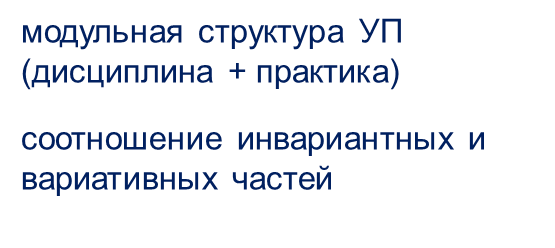 модульная структура УП
(дисциплина + практика)
соотношение инвариантных и
вариативных частей